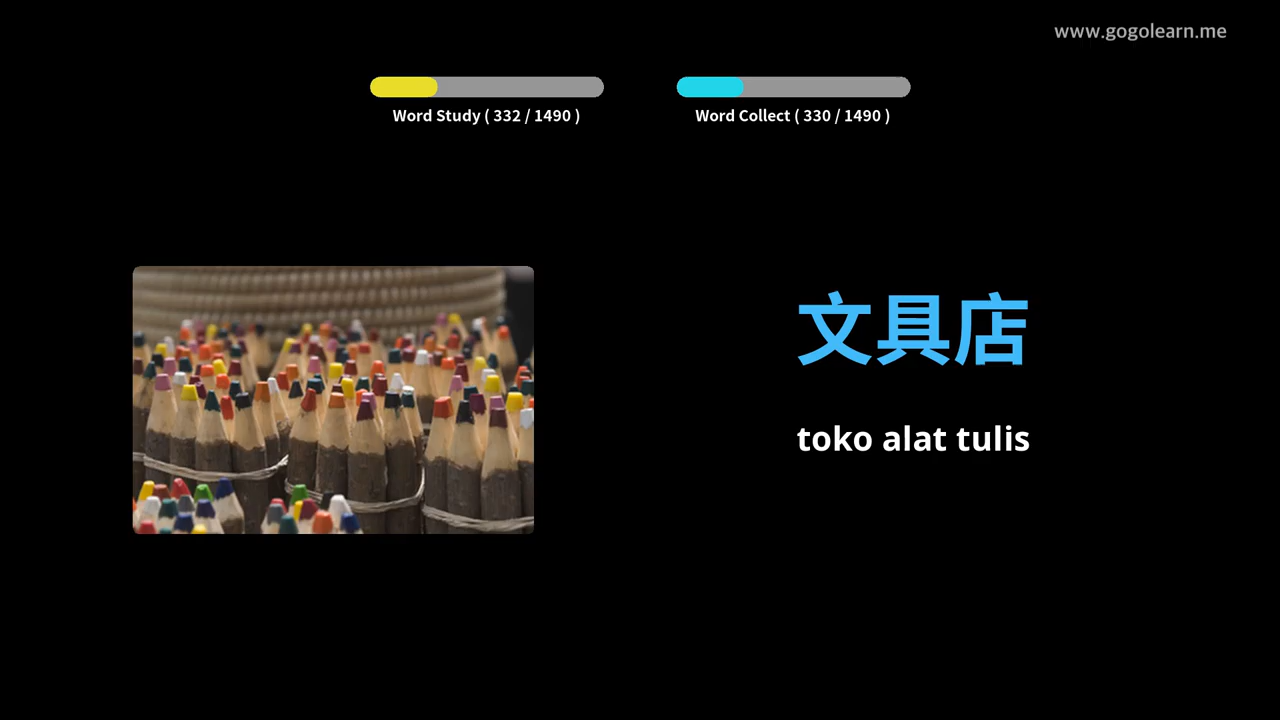 www.gogolearn.me
Word Study ( 332 / 1490 )
Word Collect ( 330 / 1490 )
文具店
toko alat tulis